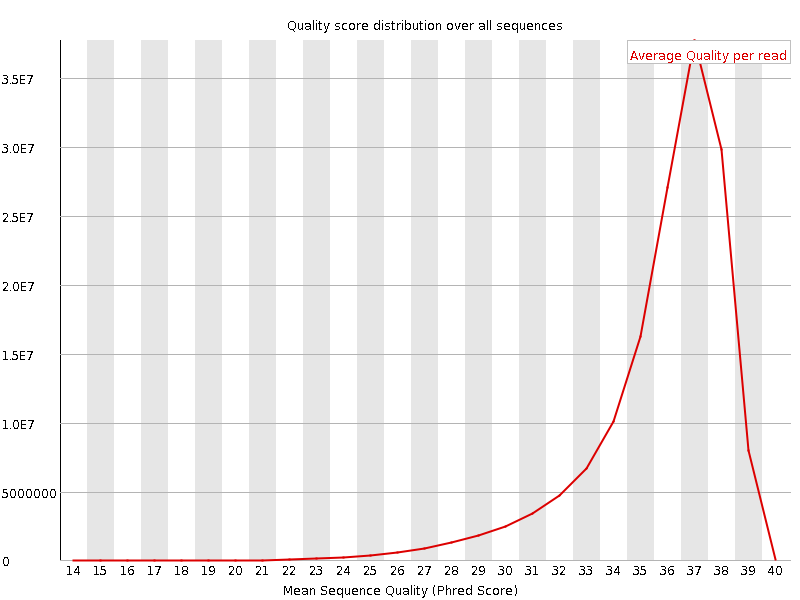 Quality score distribution over all sequences
Average Quality per read
3.5E7
3.0E7
2.5E7
2.0E7
1.5E7
1.0E7
5000000
0
14 15 16 17 18 19 20 21 22 23 24 25 26 27 28 29 30 31 32 33 34 35 36 37 38 39 40
Mean Sequence Quality (Phred Score)